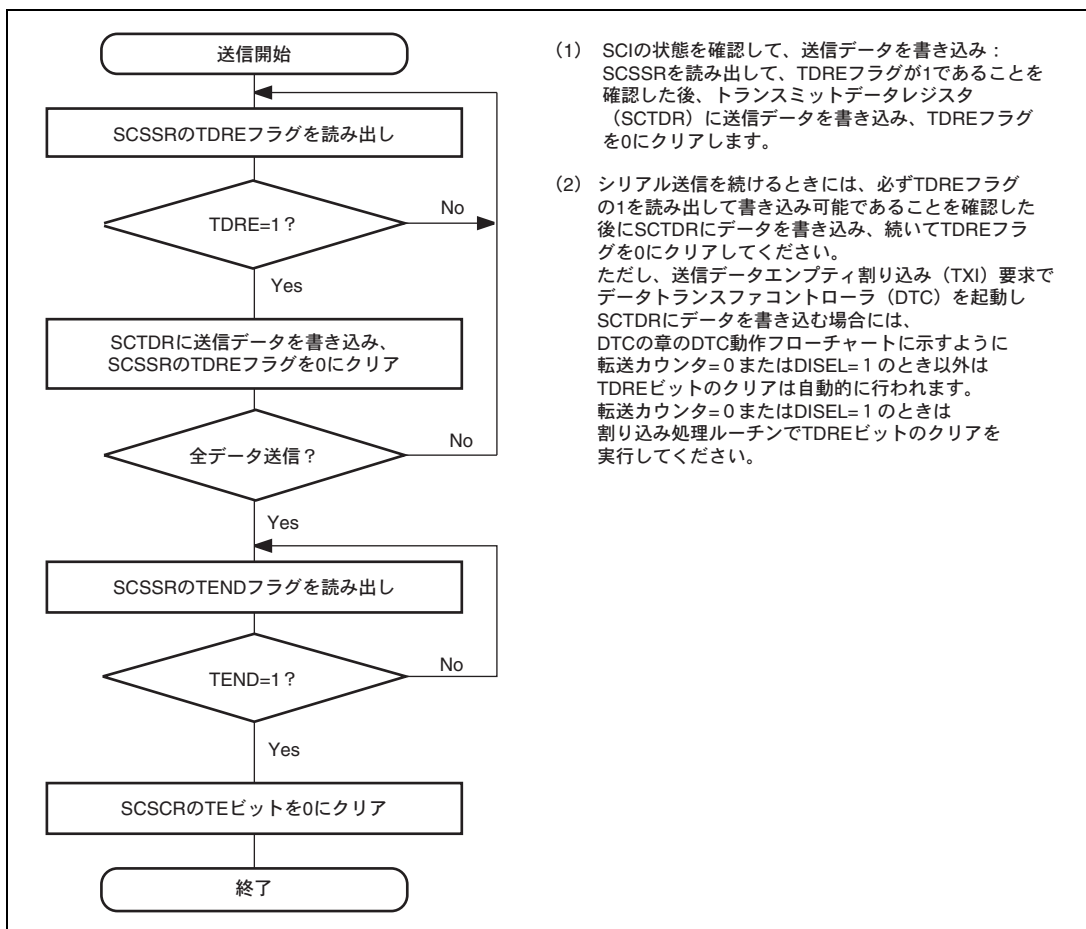 送信開始
SCSSRのTDREフラグを読み出し
TDRE=1？
No
Yes
SCTDRに送信データを書き込み、
SCSSRのTDREフラグを0にクリア
全データ送信？
No
Yes
SCSSRのTENDフラグを読み出し
TEND=1？
No
Yes
SCSCRのTEビットを0にクリア
終了
（1） SCIの状態を確認して、送信データを書き込み：
SCSSRを読み出して、TDREフラグが1であることを
確認した後、トランスミットデータレジスタ
（SCTDR）に送信データを書き込み、TDREフラグ
を0にクリアします。
（2） シリアル送信を続けるときには、必ずTDREフラグ
の1を読み出して書き込み可能であることを確認した
後にSCTDRにデータを書き込み、続いてTDREフラ
グを0にクリアしてください。
ただし、送信データエンプティ割り込み（TXI）要求で
データトランスファコントローラ（DTC）を起動し
SCTDRにデータを書き込む場合には、
DTCの章のDTC動作フローチャートに示すように
転送カウンタ=０またはDISEL=１のとき以外は
TDREビットのクリアは自動的に行われます。
転送カウンタ=０またはDISEL=１のときは
割り込み処理ルーチンでTDREビットのクリアを
実行してください。